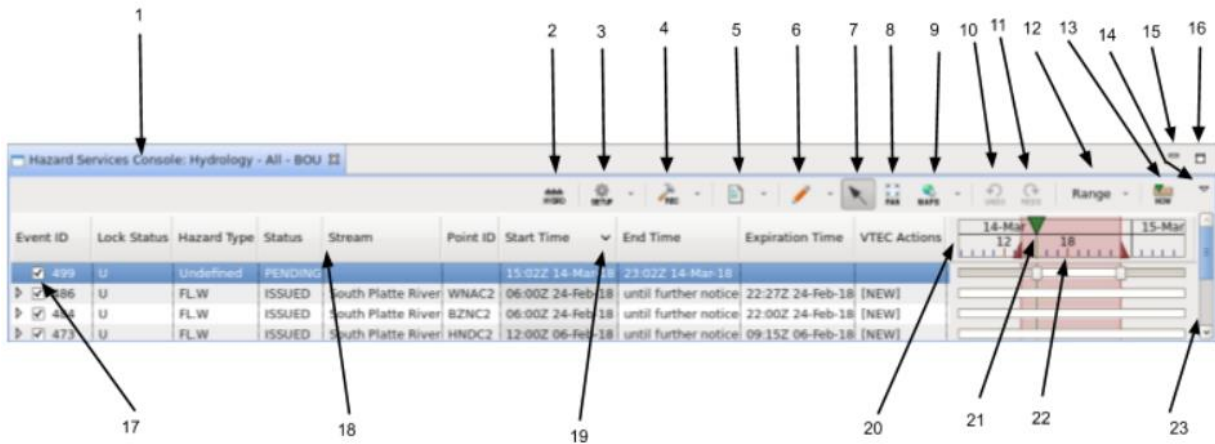 1 2 3 4 5 6 7 8 9 10 11 12 13 14 15 16
Hazard Services Console: Hydrology - All - BOU
HYDRO SETUP REC PAN MAPS UNDO REDO Range NOW
Event ID Lock Status Hazard Type Status Stream Point ID Start Time End Time Expiration Time VTEC Actions 14-Mar 15-Mar
12 18
499 U Undefined PENDING 15:02Z 14-Mar-18 23:02Z 14-Mar-18
486 U FL.W ISSUED South Platte River WNAC2 06:00Z 24-Feb-18 until further notice 22:27Z 24-Feb-18 [NEW]
484 U FL.W ISSUED South Platte River BZNC2 06:00Z 24-Feb-18 until further notice 22:00Z 24-Feb-18 [NEW]
473 U FL.W ISSUED South Platte River HNDC2 12:00Z 06-Feb-18 until further notice 09:15Z 06-Feb-18 [NEW]
17 18 19 20 21 22 23